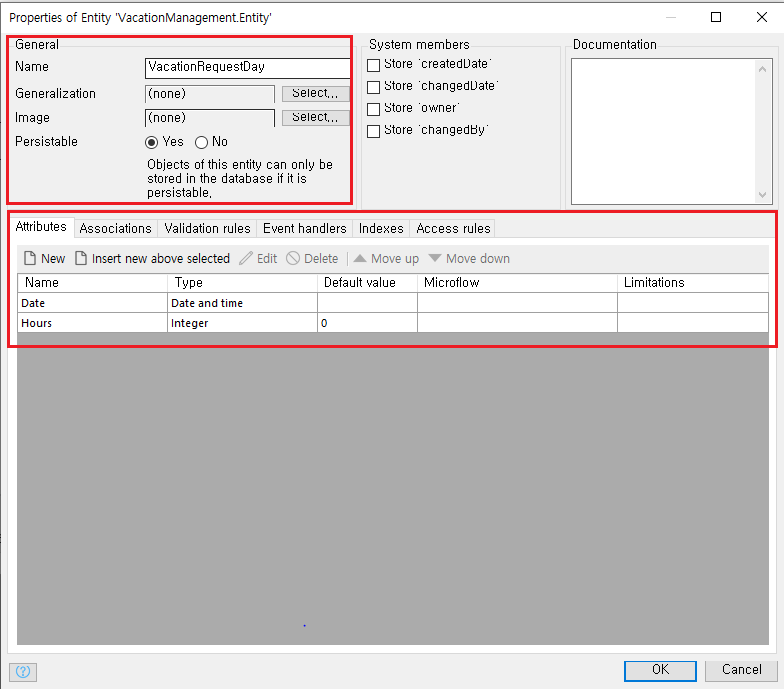 Properties of Entity 'VacationManagement.Entity'
General
Name VacationRequestDay
Generalization (none) Select...
Image (none) Select...
Persistable Yes No
Objects of this entity can only be
stored in the database if it is
persistable.
System members
Store 'createdDate'
Store 'changedDate'
Store 'owner'
Store 'changedBy'
Documentation
Attributes Associations Validation rules Event handlers Indexes Access rules
New Insert new above selected Edit Delete Move up Move down
Name Type Default value Microflow Limitations
Date Date and time
Hours Integer 0
OK Cancel